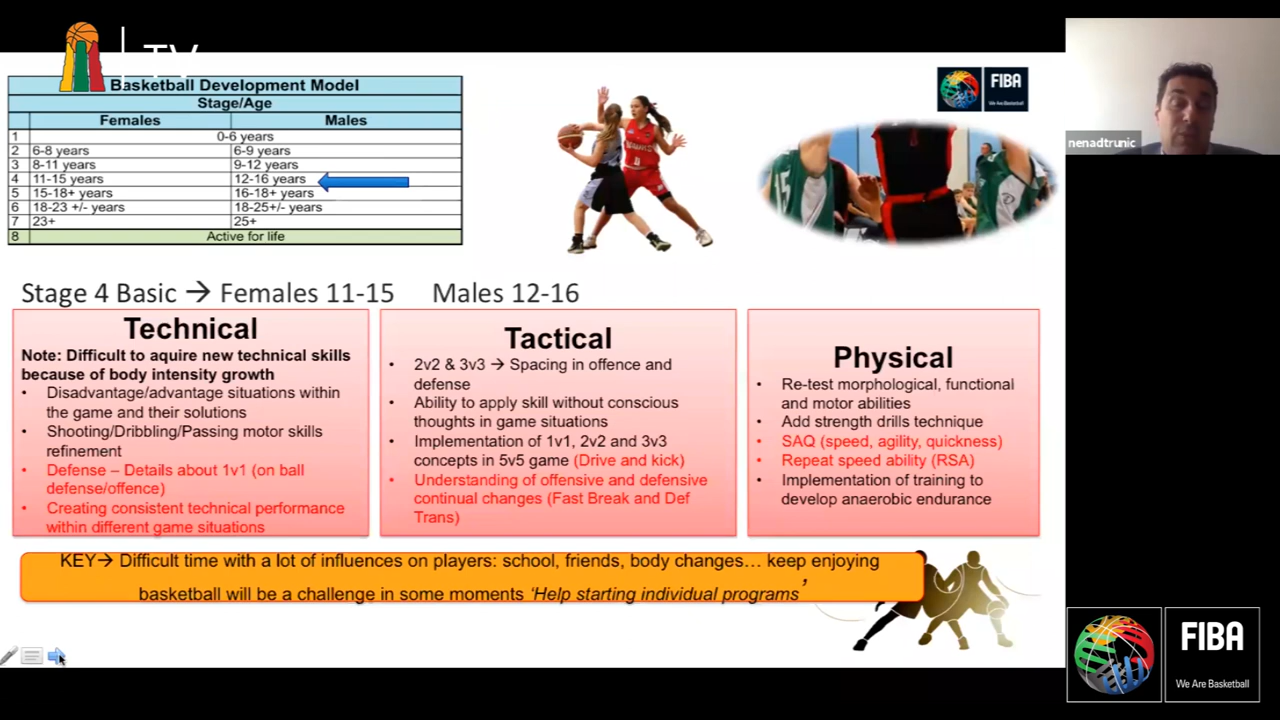 TV
Basketball Development Model
Stage/Age
Females Males
1 0-6 years
2 6-8 years 6-9 years
3 8-11 years 9-12 years
4 11-15 years 12-16 years
5 15-18+ years 16-18+ years
6 18-23 +/- years 18-25+/- years
7 23+ 25+
8 Active for life
FIBA
We Are Basketball
15
nenadtrunic
Stage 4 Basic → Females 11-15 Males 12-16
Technical
Note: Difficult to aquire new technical skills
because of body intensity growth
• Disadvantage/advantage situations within
the game and their solutions
• Shooting/Dribbling/Passing motor skills
refinement
• Defense – Details about 1v1 (on ball
defense/offence)
• Creating consistent technical performance
within different game situations
Tactical
• 2v2 & 3v3 → Spacing in offence and
defense
• Ability to apply skill without conscious
thoughts in game situations
• Implementation of 1v1, 2v2 and 3v3
concepts in 5v5 game (Drive and kick)
• Understanding of offensive and defensive
continual changes (Fast Break and Def
Trans)
Physical
• Re-test morphological, functional
and motor abilities
• Add strength drills technique
• SAQ (speed, agility, quickness)
• Repeat speed ability (RSA)
• Implementation of training to
develop anaerobic endurance
KEY→ Difficult time with a lot of influences on players: school, friends, body changes… keep enjoying
basketball will be a challenge in some moments ‘Help starting individual programs’
FIBA
We Are Basketball